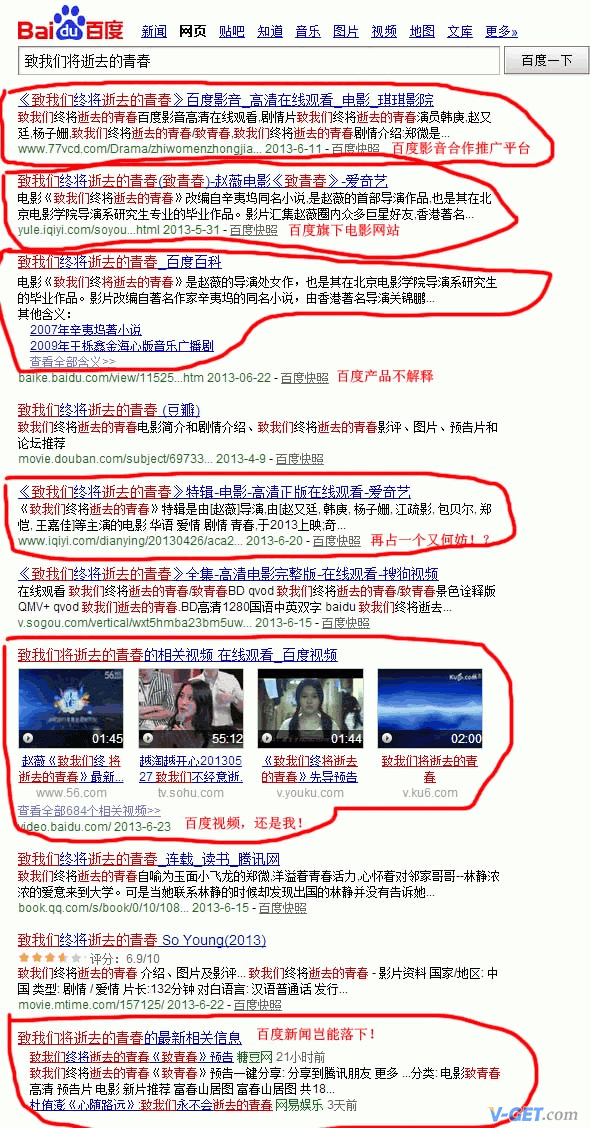 Bai du 百度 新闻 网页 贴吧 知道 音乐 图片 视频 地图 文库 更多»
致我们将逝去的青春 百度一下
《致我们终将逝去的青春》百度影音_高清在线观看_电影_琪琪影院
致我们终将逝去的青春百度影音高清在线观看,剧情片致我们终将逝去的青春演员韩庚,赵又
廷,杨子姗,致我们终将逝去的青春/致青春,致我们终将逝去的青春剧情介绍:郑微是...
www.77vcd.com/Drama/zhiwomenzhongjia... 2013-6-11 - 百度快照 百度影音合作推广平台
致我们终将逝去的青春(致青春)-赵薇电影《致青春》-爱奇艺
电影《致我们终将逝去的青春》改编自辛夷坞同名小说,是赵薇的首部导演作品,也是其在北
京电影学院导演系研究生专业的毕业作品。影片汇集赵薇圈内众多巨星好友,香港著名...
yule.iqiyi.com/soyou...html 2013-5-31 - 百度快照 百度旗下电影网站
致我们终将逝去的青春_百度百科
电影《致我们终将逝去的青春》是赵薇的导演处女作，也是其在北京电影学院导演系研究生
的毕业作品。影片改编自著名作家辛夷坞的同名小说，由香港著名导演关锦鹏...
其他含义:
2007年辛夷坞著小说
2009年王栎鑫金海心版音乐广播剧
查看全部含义>>
baike.baidu.com/view/11525...htm 2013-06-22 - 百度快照 百度产品不解释
致我们终将逝去的青春 (豆瓣)
致我们终将逝去的青春电影简介和剧情介绍、致我们终将逝去的青春影评、图片、预告片和
论坛推荐
movie.douban.com/subject/69733... 2013-4-9 - 百度快照
《致我们终将逝去的青春》特辑-电影-高清正版在线观看-爱奇艺
《致我们终将逝去的青春》特辑是由[赵薇]导演,由[赵又廷, 韩庚, 杨子姗, 江疏影, 包贝尔, 郑
恺, 王嘉佳]等主演的电影 华语 爱情 剧情 青春,于2013上映;奇...
www.iqiyi.com/dianying/20130426/aca2... 2013-6-20 - 百度快照 再占一个又何妨！？
《致我们终将逝去的青春》全集-高清电影完整版-在线观看-搜狗视频
在线观看 致我们终将逝去的青春/致青春BD qvod 致我们终将逝去的青春/致青春景色诠释版
QMV+ qvod 致我们逝去的青春.BD高清1280国语中英双字 baidu 致我们终将逝去...
v.sogou.com/vertical/wxt5hmba23bm5uw... 2013-6-15 - 百度快照
致我们将逝去的青春的相关视频 在线观看_百度视频
56.com 01:45 55:12 01:44 Ku6.com 02:00
赵薇《致我们终 将逝去的青春》最新...
越淘越开心20130527 致我们不经意逝.
《致我们终将逝去的青春》先导预告
致我们将逝去的青春
www.56.com tv.sohu.com v.youku.com v.ku6.com
查看全部684个相关视频>>
video.baidu.com/ 2013-6-23 百度视频，还是我！
致我们终将逝去的青春_连载_读书_腾讯网
致我们终将逝去的青春自喻为玉面小飞龙的郑微,洋溢着青春活力,心怀着对邻家哥哥--林静浓
浓的爱意来到大学。可是当她联系林静的时候却发现出国的林静并没有告诉她...
book.qq.com/s/book/0/10/108... 2013-6-15 - 百度快照
致我们终将逝去的青春 So Young(2013)
评分：6.9/10
致我们终将逝去的青春 介绍、图片及影评... 致我们终将逝去的青春 - 影片资料 国家/地区: 中
国 类型: 剧情 / 爱情 片长:132分钟 对白语言: 汉语普通话 发行...
movie.mtime.com/157125/ 2013-6-22 - 百度快照
致我们将逝去的青春的最新相关信息 百度新闻岂能落下！
致我们终将逝去的青春《致青春》预告 糖豆网 21小时前
致我们终将逝去的青春《致青春》预告一键分享: 分享到腾讯朋友 更多 ...分类: 电影致青春
高清 预告片 电影 新片推荐 富春山居图 富春山居图 共18...
杜侑澎《心随路远》:致我们永不会逝去的青春 网易娱乐 3天前
V-GET.com